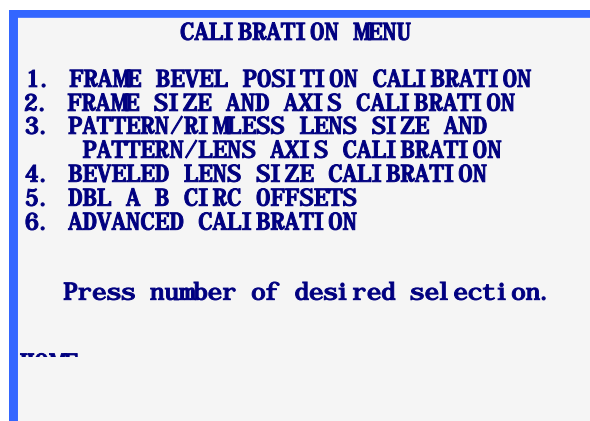 CALIBRATION MENU
1. FRAME BEVEL POSITION CALIBRATION
2. FRAME SIZE AND AXIS CALIBRATION
3. PATTERN/RIMLESS LENS SIZE AND
PATTERN/LENS AXIS CALIBRATION
4. BEVELED LENS SIZE CALIBRATION
5. DBL A B CIRC OFFSETS
6. ADVANCED CALIBRATION
Press number of desired selection.